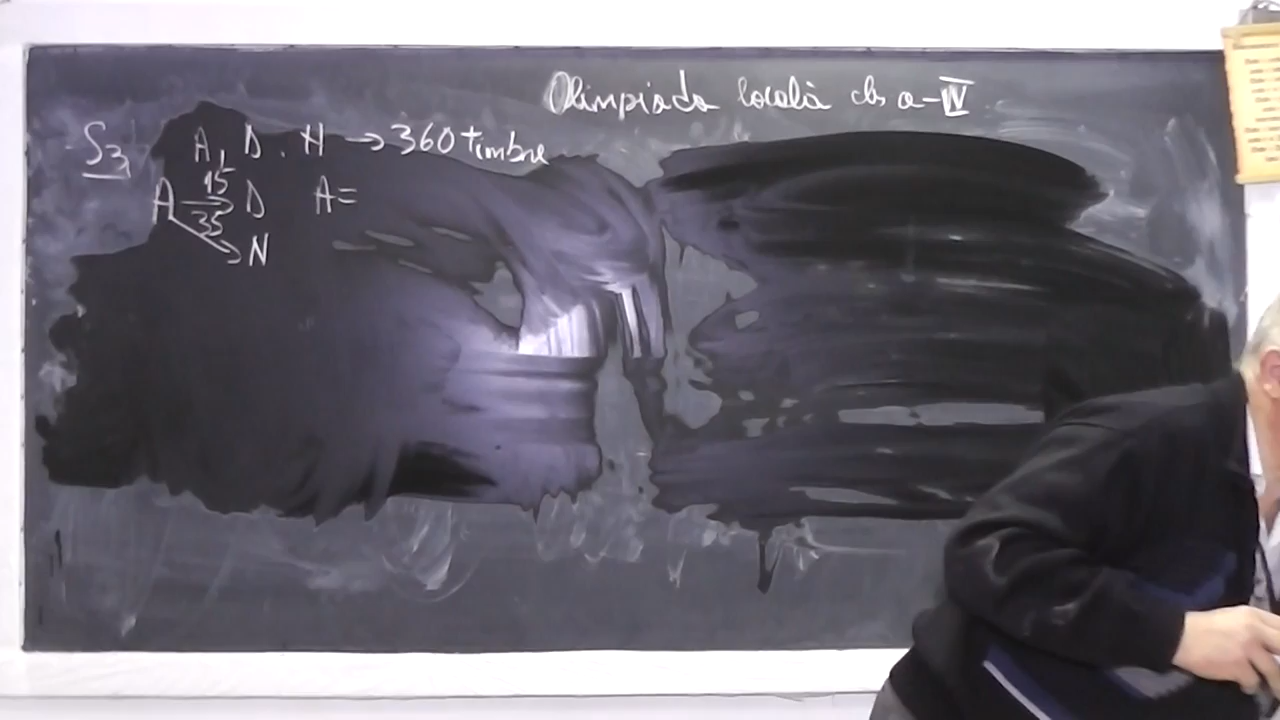 Olimpiada locală cls a-IV
S3 A, D. N → 360 timbre
15
A → D A=
35
N